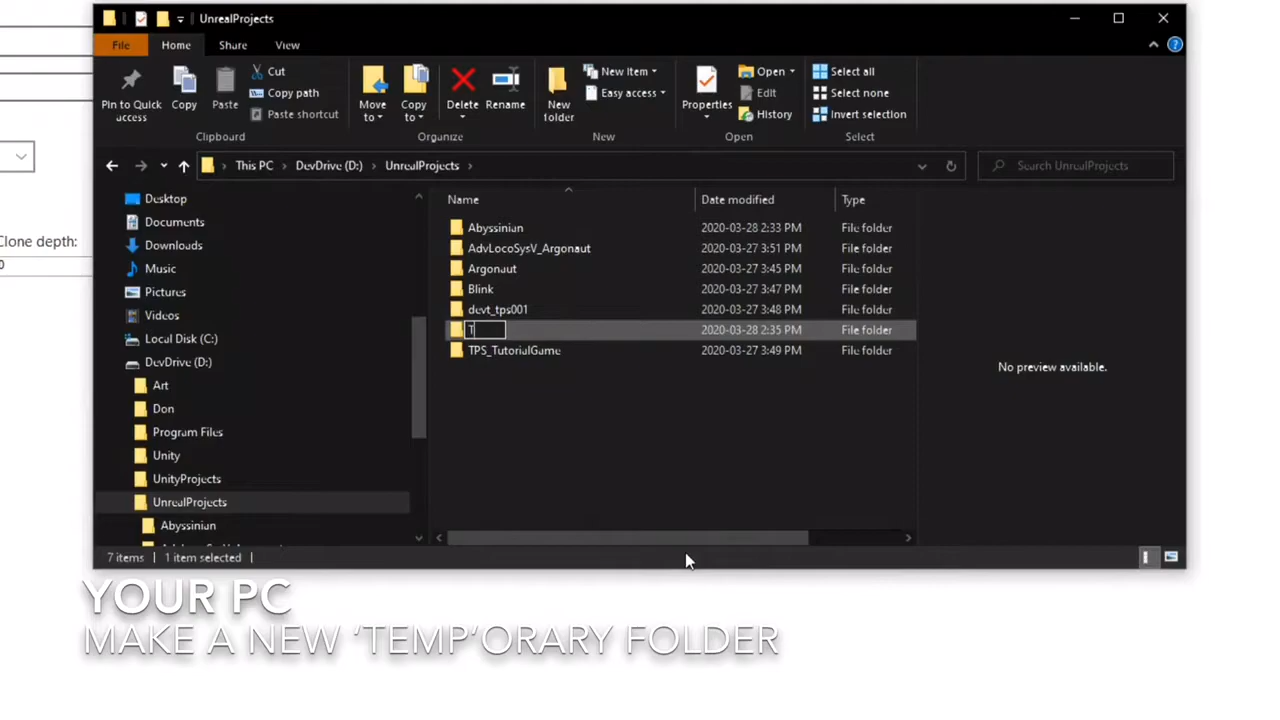 UnrealProjects
File Home Share View
Pin to Quick access
Copy
Paste
Cut
Copy path
Paste shortcut
Move to
Copy to
Delete
Rename
New folder
New Item
Easy access
Properties
Open
Edit
History
Select all
Select none
Invert selection
Clipboard Organize New Open Select
This PC DevDrive (D:) UnrealProjects
Search UnrealProjects
Clone depth:
0
Desktop
Documents
Downloads
Music
Pictures
Videos
Local Disk (C:)
DevDrive (D:)
Art
Don
Program Files
Unity
UnityProjects
UnrealProjects
Abyssinian
Name Date modified Type
Abyssinian 2020-03-28 2:33 PM File folder
AdvLocoSysV_Argonaut 2020-03-27 3:51 PM File folder
Argonaut 2020-03-27 3:45 PM File folder
Blink 2020-03-27 3:47 PM File folder
devt_tps001 2020-03-27 3:48 PM File folder
T 2020-03-28 2:35 PM File folder
TPS_TutorialGame 2020-03-27 3:49 PM File folder
No preview available.
7 items 1 item selected
YOUR PC
MAKE A NEW ‘TEMP’ORARY FOLDER